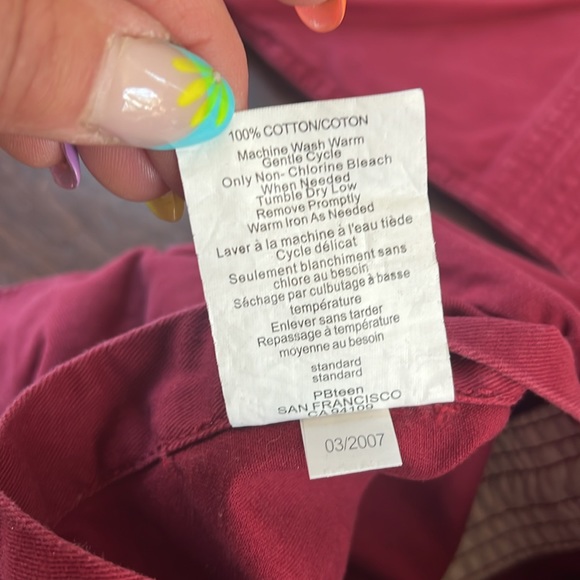 100% COTTON/COTON
Machine Wash Warm
Gentle Cycle
Only Non- Chlorine Bleach
When Needed
Tumble Dry Low
Remove Promptly
Warm Iron As Needed
Laver à la machine à l'eau tiède
Cycle délicat
Seulement blanchiment sans
chlore au besoin
Séchage par culbutage à basse
température
Enlever sans tarder
Repassage à température
moyenne au besoin
standard
standard
PBteen
SAN FRANCISCO
CA 94109
03/2007